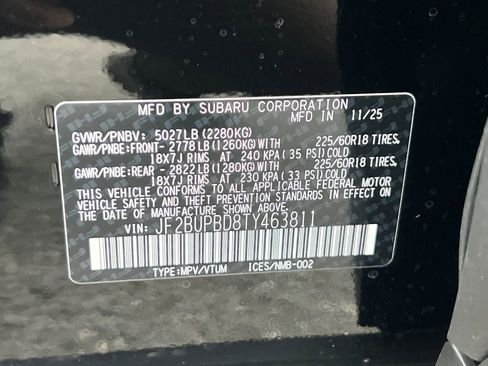 MFD BY SUBARU CORPORATION
MFD IN 11/25
GVWR/PNBV: 5027LB(2280KG)
GAWR/PNBE:FRONT-2778LB(1260KG)WITH 225/60R18 TIRES,
18X7J RIMS AT 240 KPA(35 PSI)COLD
GAWR/PNBE:REAR -2822LB(1280KG)WITH 225/60R18 TIRES,
18X7J RIMS AT 230 KPA(33 PSI)COLD
THIS VEHICLE CONFORMS TO ALL APPLICABLE FEDERAL MOTOR
VEHICLE SAFETY STANDARDS IN EFFECT ON THE DATE OF
MANUFACTURE SHOWN ABOVE.
VIN: JF2BUPBD8TY463811
TYPE:MPV/VTUM ICES/NMB-002